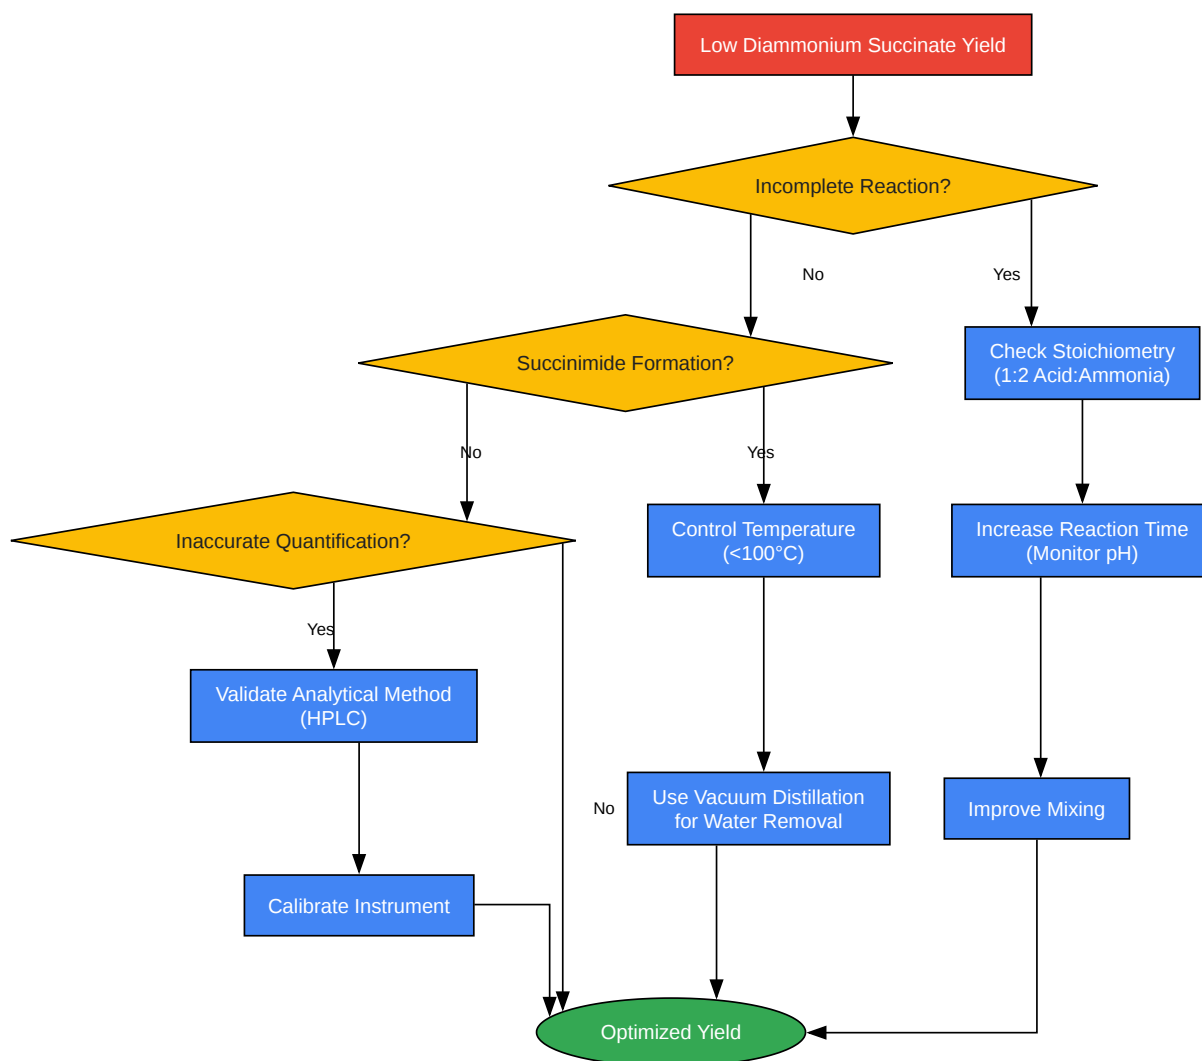 Low Diammonium Succinate Yield
Incomplete Reaction?
No
Yes
Succinimide Formation?
Check Stoichiometry
(1:2 Acid:Ammonia)
No
Yes
Inaccurate Quantification?
Control Temperature
(<100°C)
Increase Reaction Time
(Monitor pH)
Yes
Validate Analytical Method
(HPLC)
No
Use Vacuum Distillation
for Water Removal
Improve Mixing
Calibrate Instrument
Optimized Yield